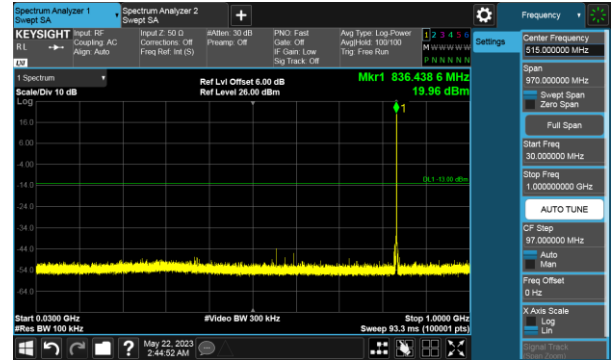 Spectrum Analyzer 1
Swept SA
Spectrum Analyzer 2
Swept SA
+
Frequency
KEYSIGHT
RL
Input: RF
Coupling: AC
Align: Auto
Input Z: 50 Ω
Corrections: Off
Freq Ref: Int (S)
#Atten: 30 dB
Preamp: Off
PNO: Fast
Gate: Off
IF Gain: Low
Sig Track: Off
Avg Type: Log-Power
Avg|Hold: 100/100
Trig: Free Run
1 2 3 4 5 6
M W W W W W
P N N N N N
LW
1 Spectrum
Scale/Div 10 dB
Log
Ref Lvl Offset 6.00 dB
Ref Level 26.00 dBm
Mkr1 836.438 6 MHz
19.96 dBm
1
16.0
6.00
-4.00
-14.0
-24.0
-34.0
-44.0
-54.0
-64.0
DL1 -13.00 dBm
Start 0.0300 GHz
#Res BW 100 kHz
#Video BW 300 kHz
Stop 1.0000 GHz
Sweep 93.3 ms (100001 pts)
Settings
Center Frequency
515.000000 MHz
Span
970.000000 MHz
Swept Span
Zero Span
Full Span
Start Freq
30.000000 MHz
Stop Freq
1.000000000 GHz
AUTO TUNE
CF Step
97.000000 MHz
Auto
Man
Freq Offset
0 Hz
X Axis Scale
Log
Lin
Signal Track
(Span Zoom)
?
May 22, 2023
2:44:52 AM